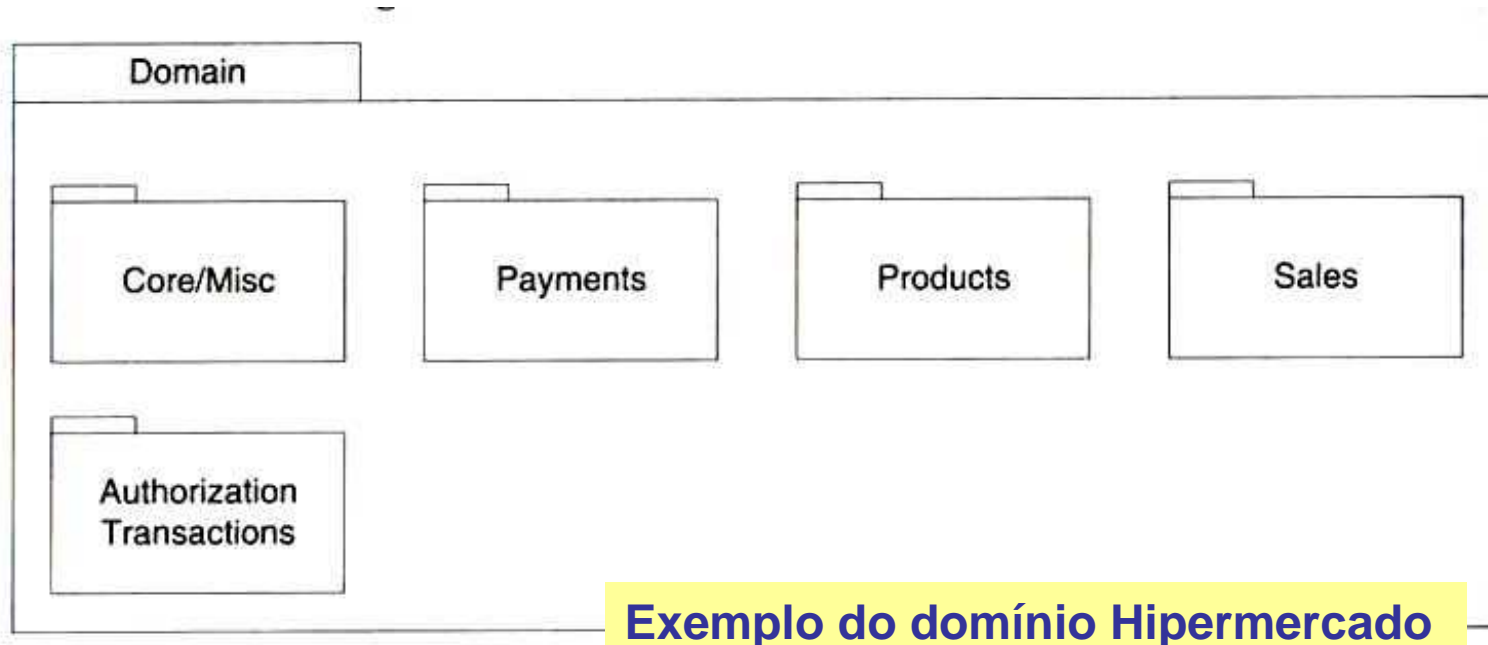 Domain
Core/Misc
Payments
Products
Sales
Authorization
Transactions
Exemplo do domínio Hipermercado